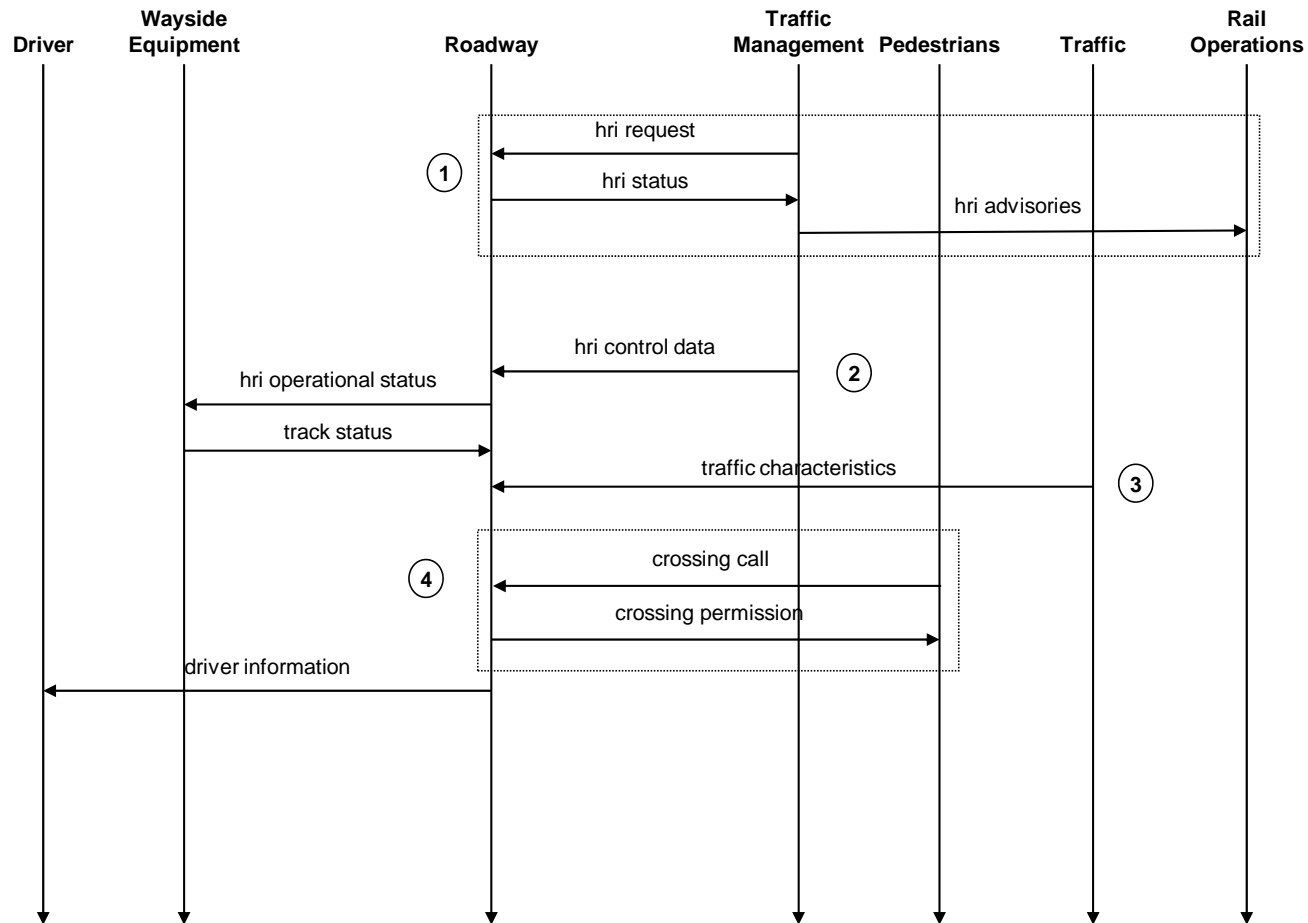 Driver
Wayside
Equipment
Roadway
Traffic
Management
Pedestrians
Traffic
Rail
Operations
hri request
1
hri status
hri advisories
hri control data
2
hri operational status
track status
traffic characteristics
3
crossing call
4
crossing permission
driver information